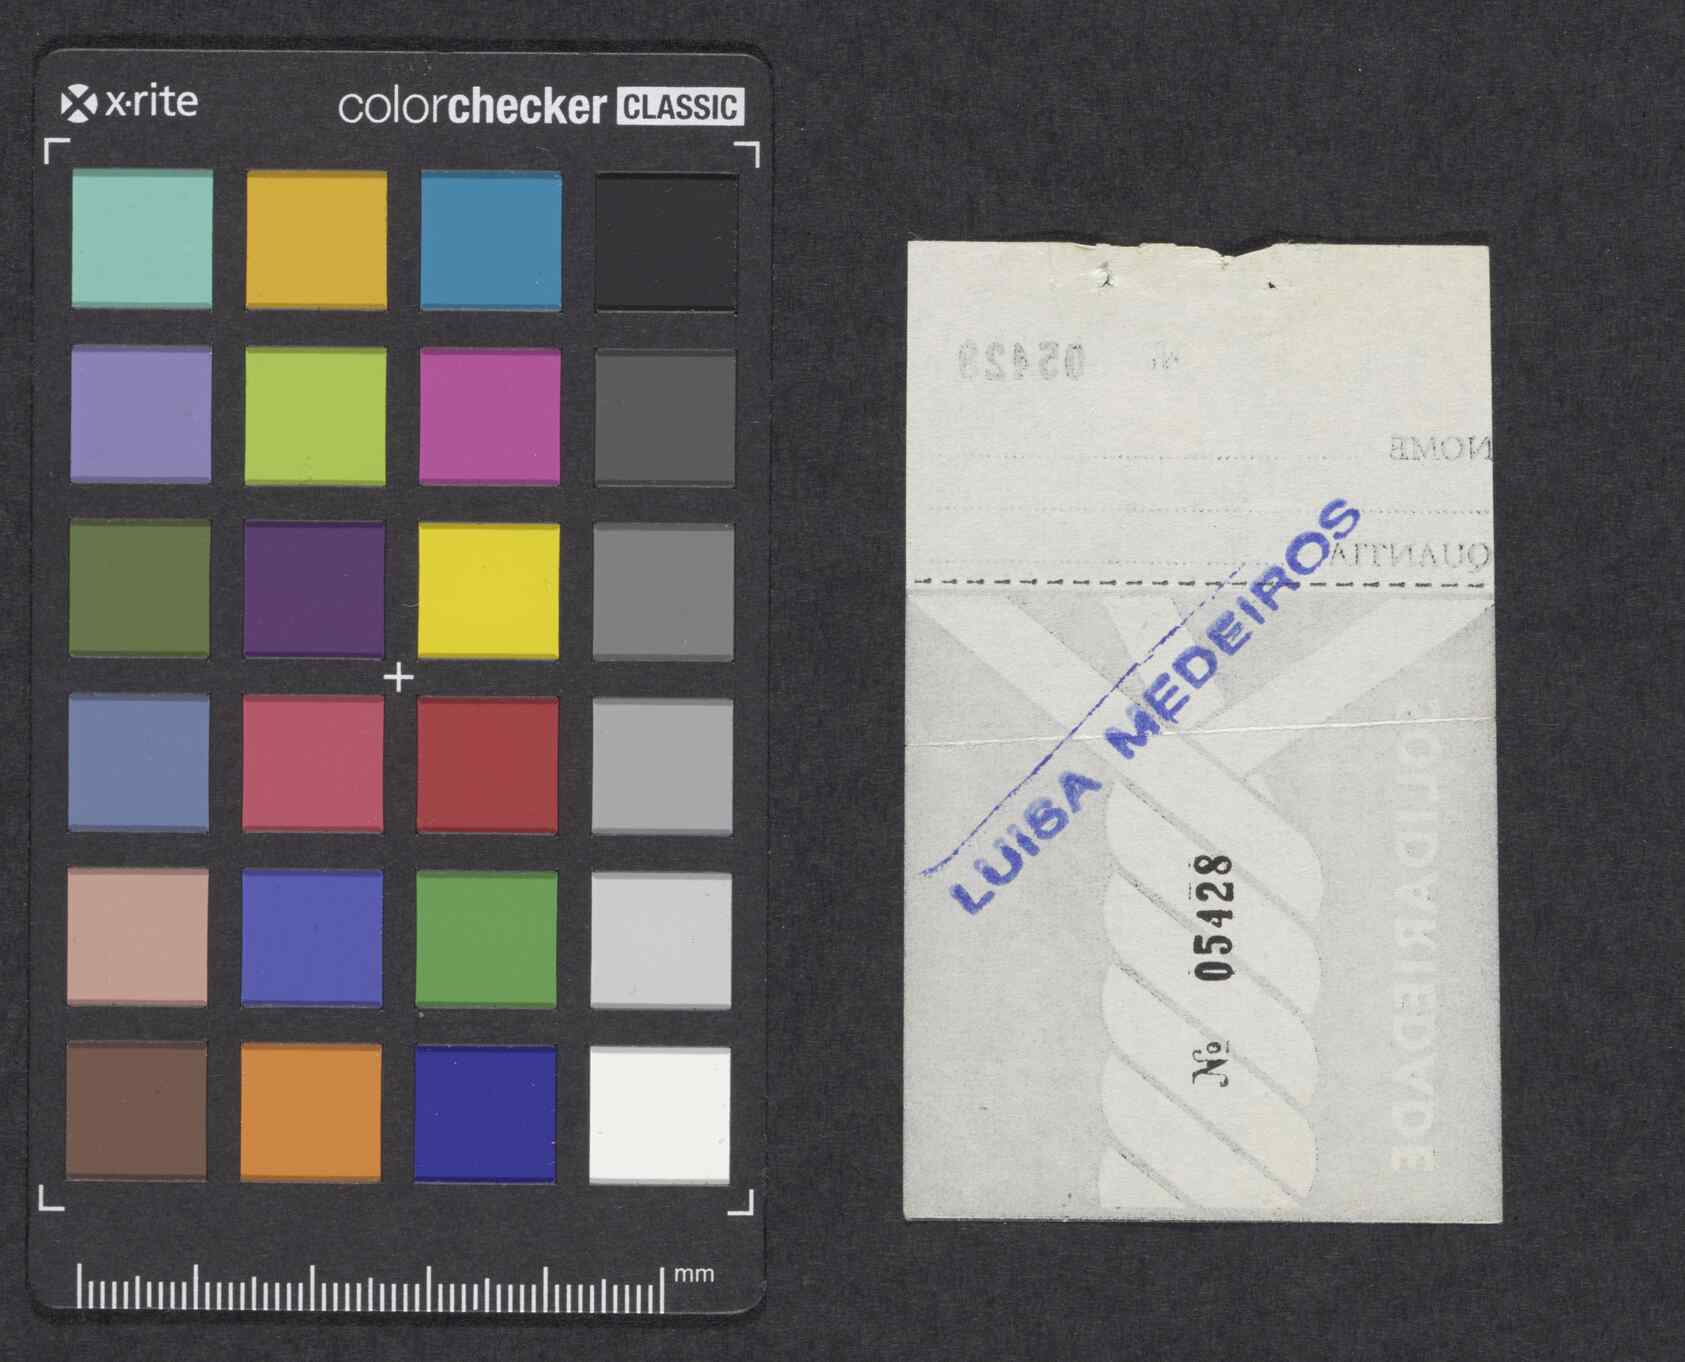 x·rite
colorchecker CLASSIC
mm
05429
Nº
NOME
QUANTIA
LUISA MEDEIROS
Nº 05428
SOLIDARIEDADE